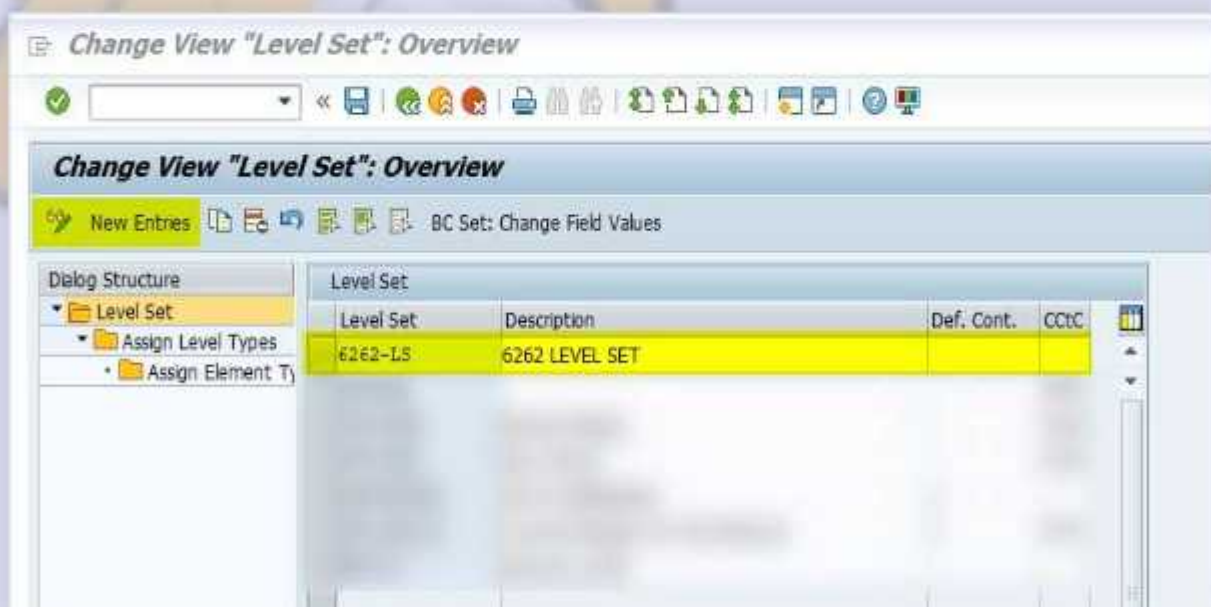 Change View "Level Set": Overview
Change View "Level Set": Overview
New Entries BC Set: Change Field Values
Dialog Structure
Level Set
Assign Level Types
Assign Element Ty
Level Set
Level Set Description Def. Cont. CCtC
6262-LS 6262 LEVEL SET